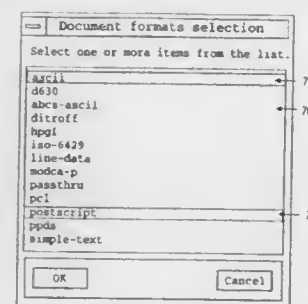 Document formats selection
Select one or mora items from the list.
ascii
d630
abcs-ascii
ditroff
hpgl
iso-6429
line-data
modca-p
passthru
pcl
postscript
ppds
simple-text
OK Cancel